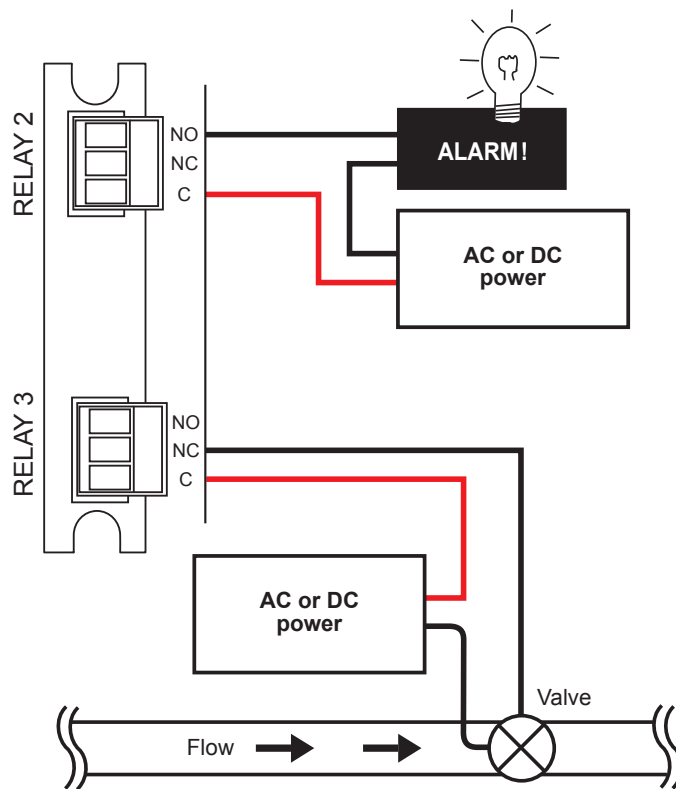 RELAY 2
NO
NC
C
ALARM!
AC or DC
power
RELAY 3
NO
NC
C
AC or DC
power
Valve
Flow